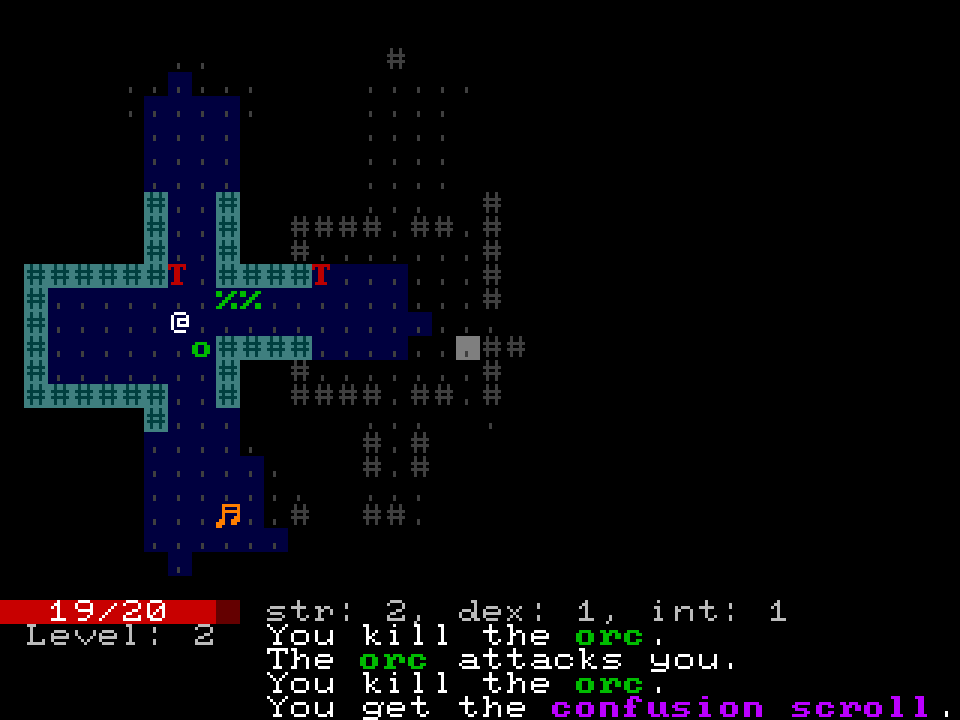 19/20 str: 2, dex: 1, int: 1
Level: 2 You kill the orc.
The orc attacks you.
You kill the orc.
You get the confusion scroll.